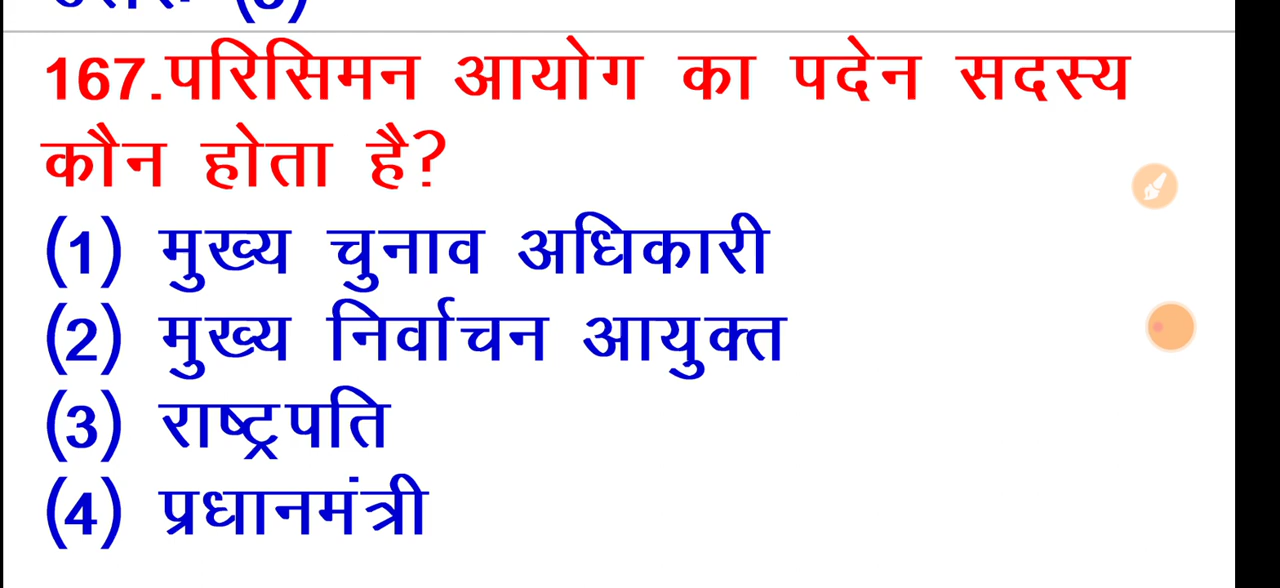 167.परिसिमन आयोग का पदेन सदस्य
कौन होता है?
(1) मुख्य चुनाव अधिकारी
(2) मुख्य निर्वाचन आयुक्त
(3) राष्ट्रपति
(4) प्रधानमंत्री